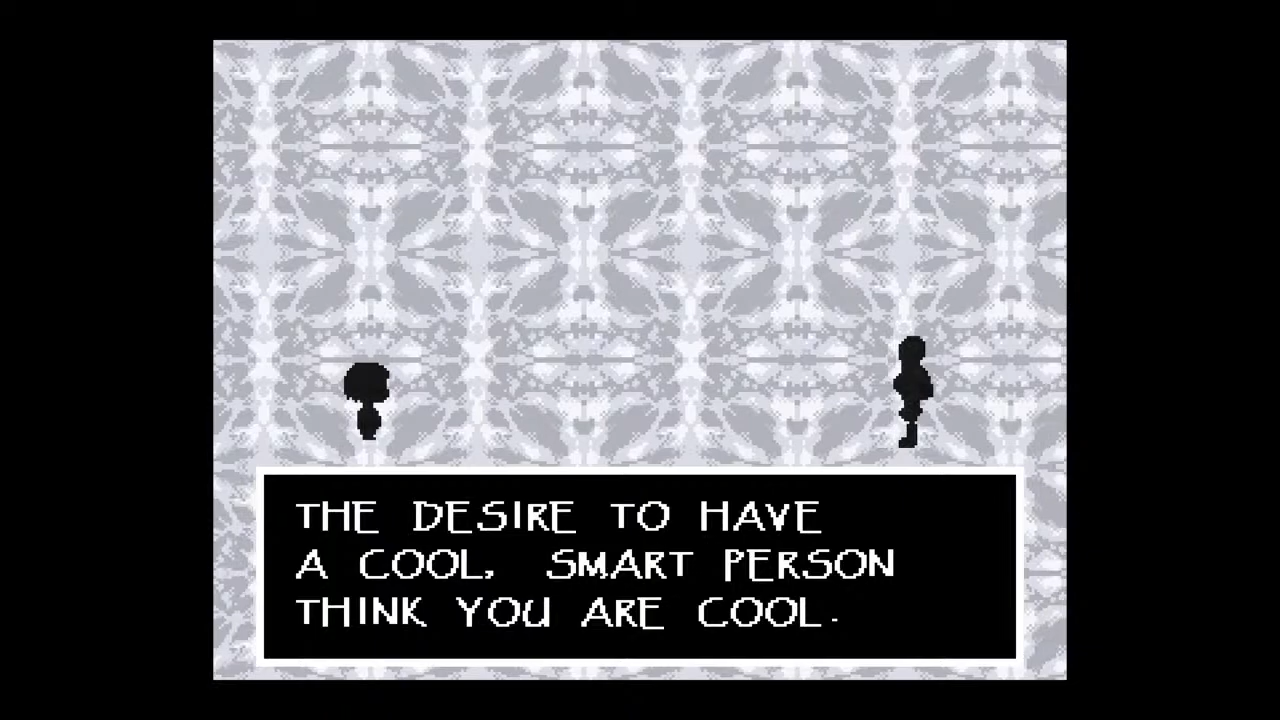 THE DESIRE TO HAVE
A COOL, SMART PERSON
THINK YOU ARE COOL.